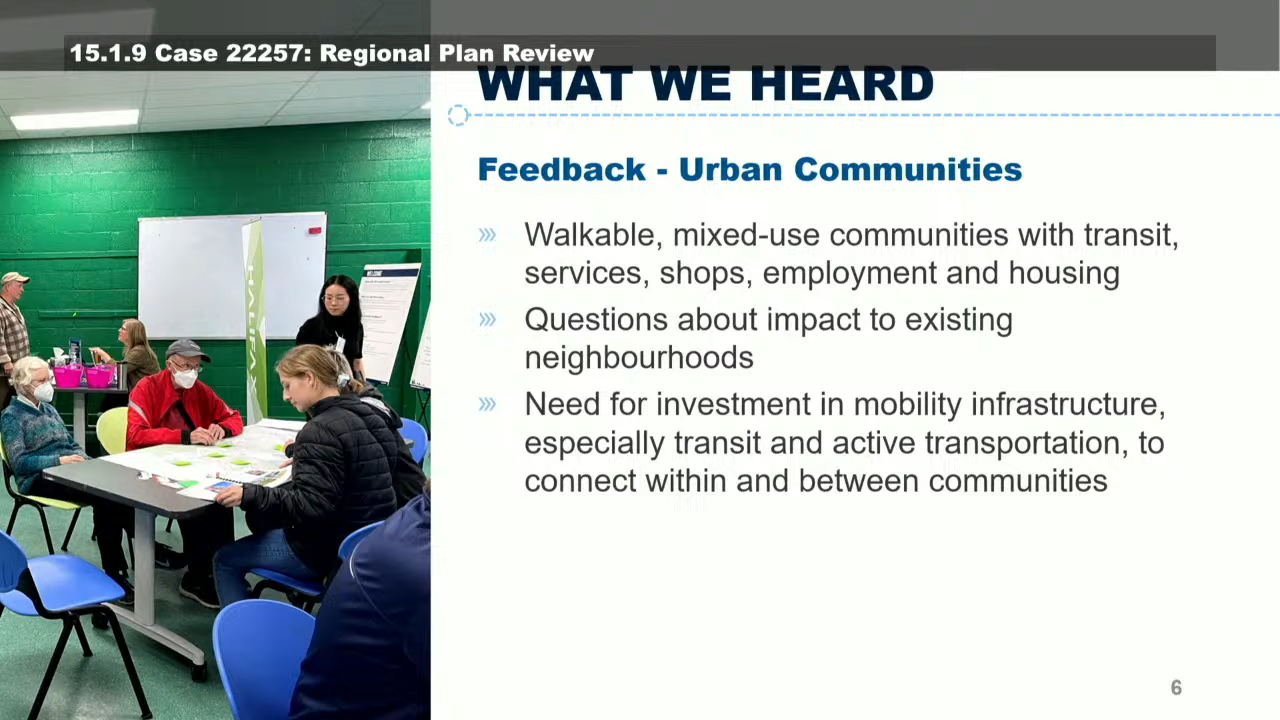 15.1.9 Case 22257: Regional Plan Review
WHAT WE HEARD
Feedback - Urban Communities
Walkable, mixed-use communities with transit,
services, shops, employment and housing
Questions about impact to existing
neighbourhoods
Need for investment in mobility infrastructure,
especially transit and active transportation, to
connect within and between communities
WELCOME
HALIFAX
6